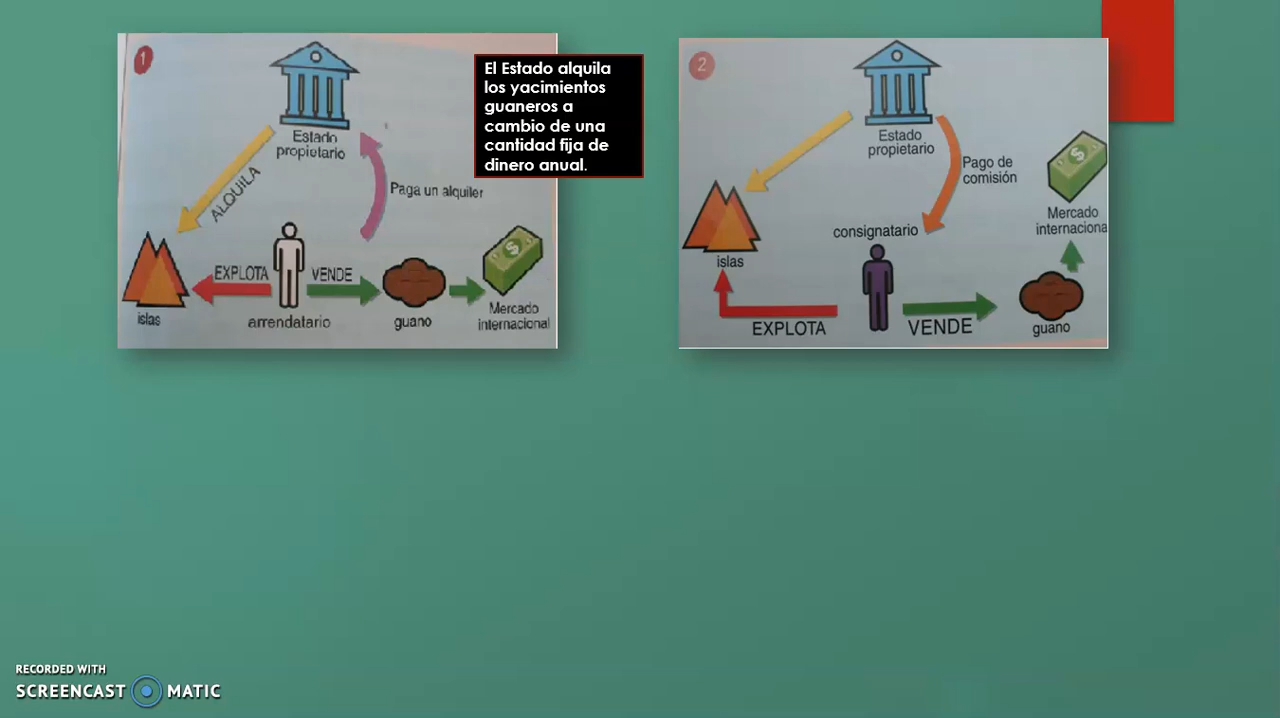 1
Estado
propietario
ALQUILA
Paga un alquiler
EXPLOTA
VENDE
islas
arrendatario
guano
Mercado
internacional
El Estado alquila
los yacimientos
guaneros a
cambio de una
cantidad fija de
dinero anual.
2
Estado
propietario
Pago de
comisión
consignatario
islas
EXPLOTA
VENDE
guano
Mercado
internaciona
RECORDED WITH
SCREENCAST MATIC